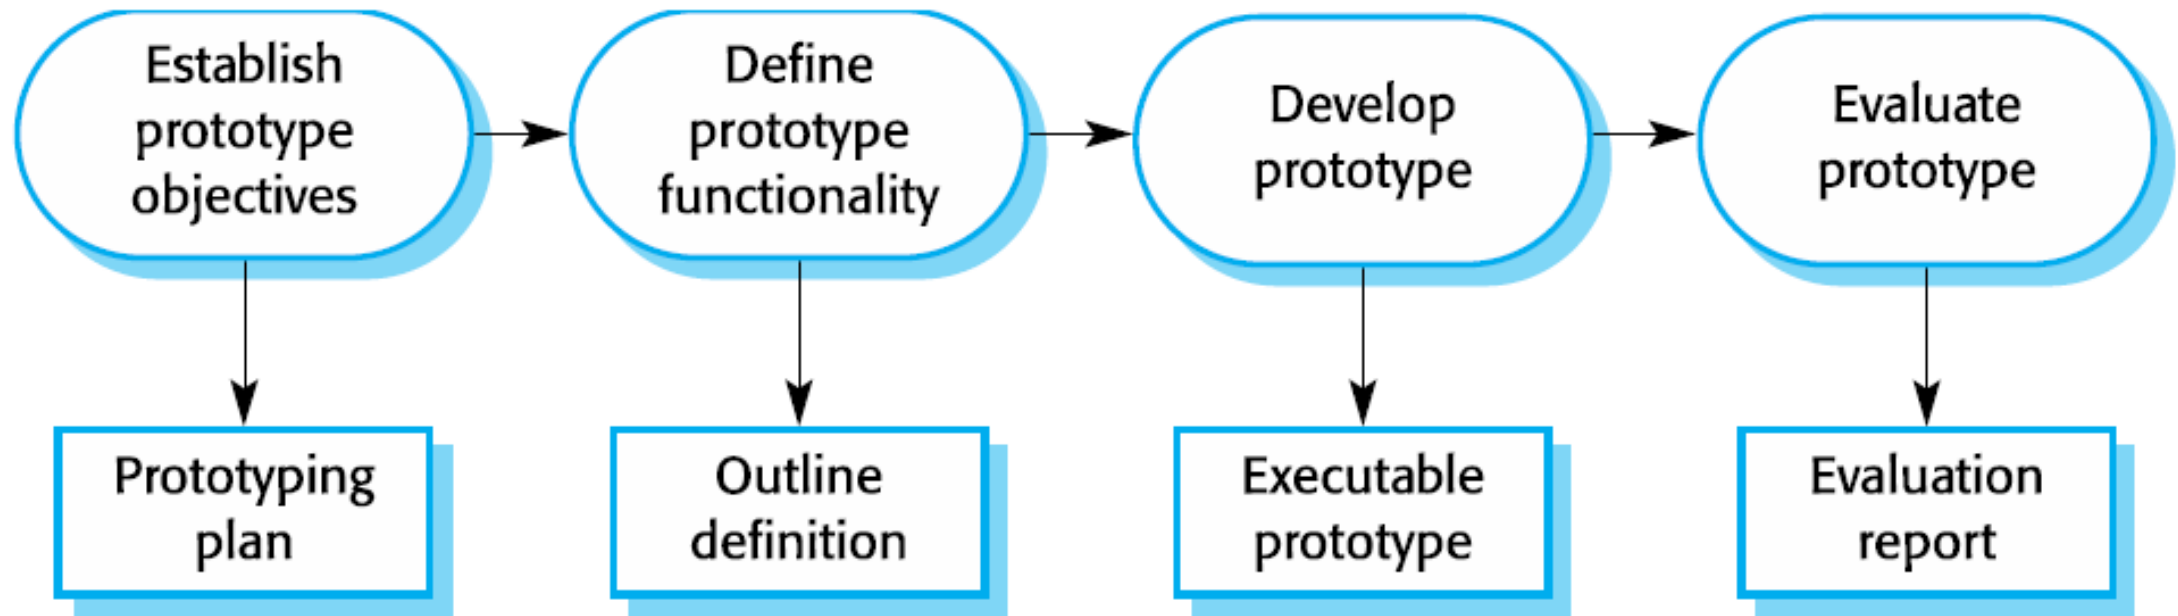 Establish
prototype
objectives
Define
prototype
functionality
Develop
prototype
Evaluate
prototype
Prototyping
plan
Outline
definition
Executable
prototype
Evaluation
report